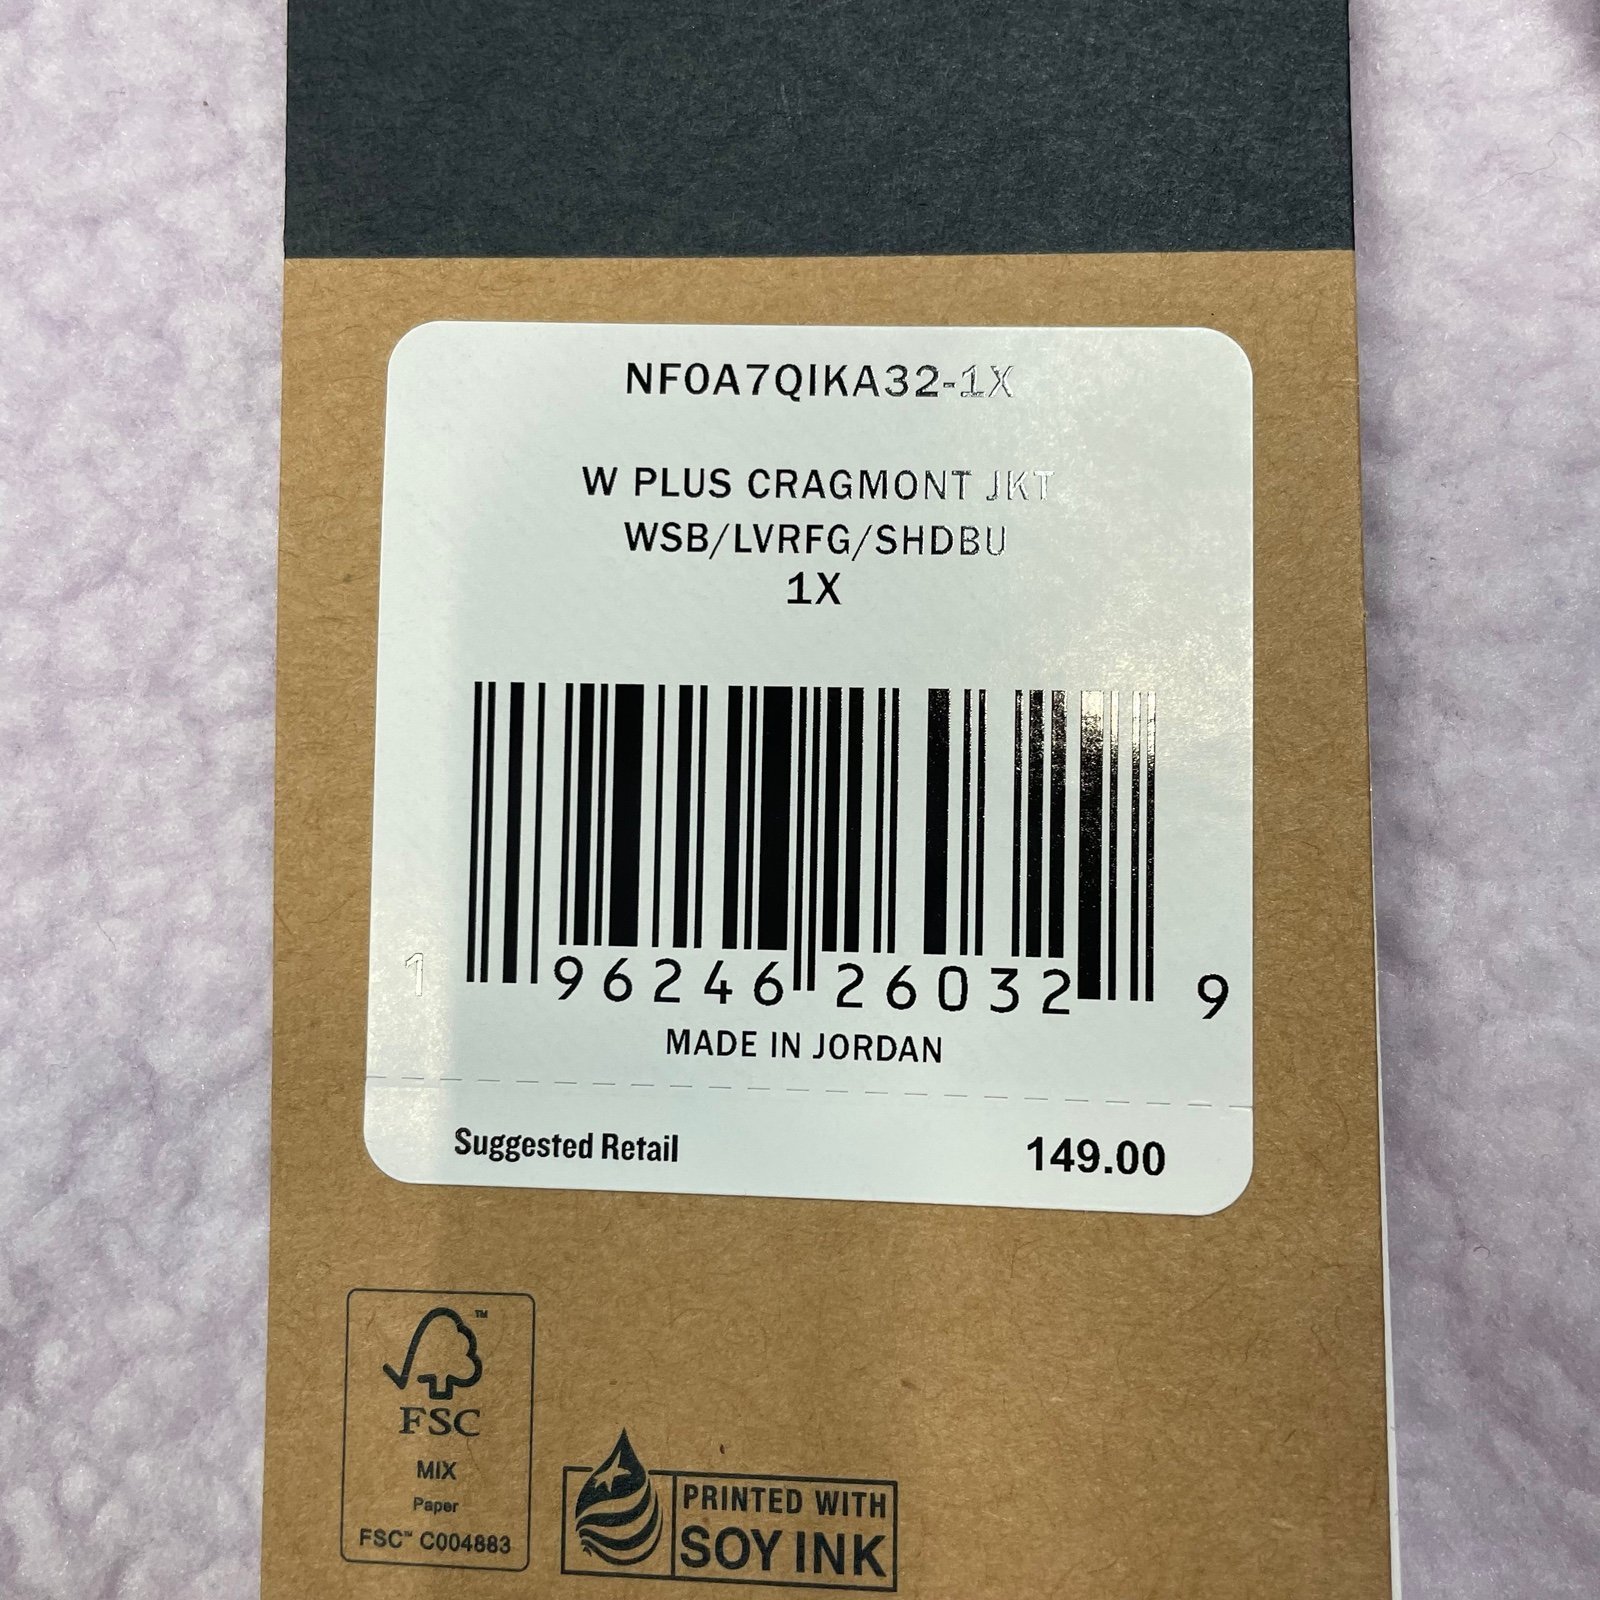 NF0A7QIKA32-1X
W PLUS CRAGMONT JKT
WSB/LVRFG/SHDBU
1X
1 96246 26032 9
MADE IN JORDAN
Suggested Retail 149.00
™
FSC
MIX
Paper
FSC™ C004883
PRINTED WITH
SOY INK